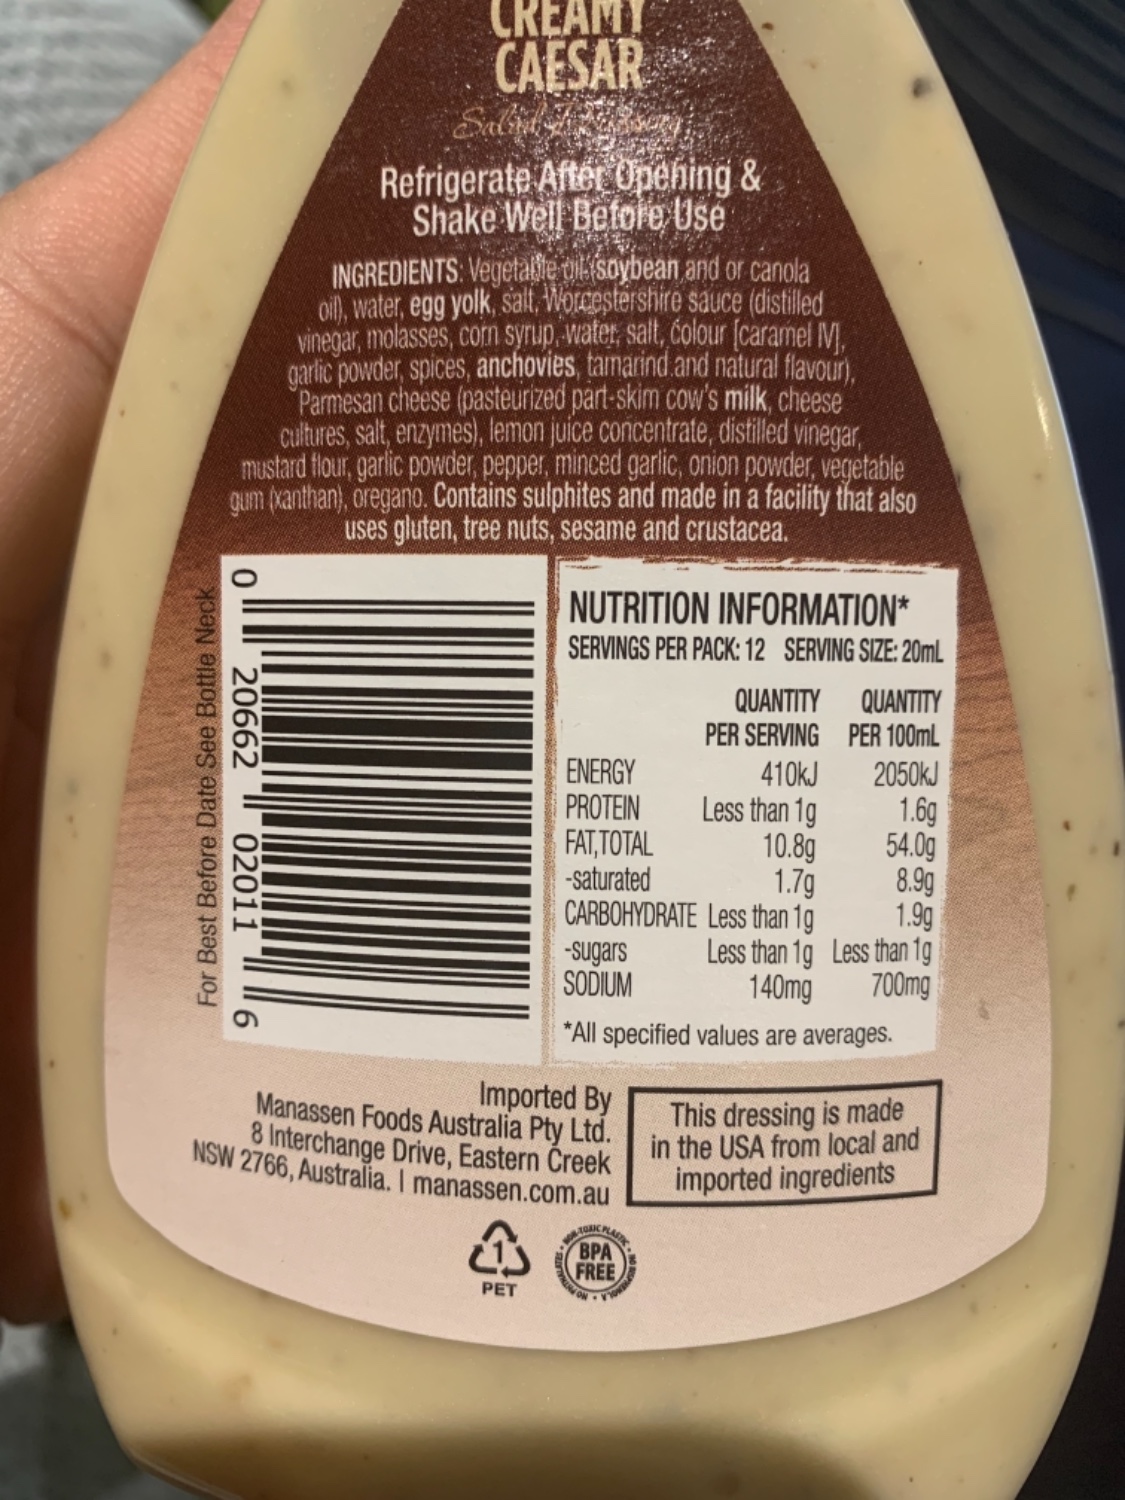 CREAMY
CAESAR
Salad Dressing
Refrigerate After Opening &
Shake Well Before Use
INGREDIENTS: Vegetable oil (soybean and or canola
oil), water, egg yolk, salt, Worcestershire sauce (distilled
vinegar, molasses, corn syrup, water, salt, colour [caramel IV],
garlic powder, spices, anchovies, tamarind and natural flavour),
Parmesan cheese (pasteurized part-skim cow's milk, cheese
cultures, salt, enzymes), lemon juice concentrate, distilled vinegar,
mustard flour, garlic powder, pepper, minced garlic, onion powder, vegetable
gum (xanthan), oregano. Contains sulphites and made in a facility that also
uses gluten, tree nuts, sesame and crustacea.
For Best Before Date See Bottle Neck
0 20662 02011 6
NUTRITION INFORMATION*
SERVINGS PER PACK: 12 SERVING SIZE: 20mL
QUANTITY QUANTITY
PER SERVING PER 100mL
ENERGY 410kJ 2050kJ
PROTEIN Less than 1g 1.6g
FAT,TOTAL 10.8g 54.0g
-saturated 1.7g 8.9g
CARBOHYDRATE Less than 1g 1.9g
-sugars Less than 1g Less than 1g
SODIUM 140mg 700mg
*All specified values are averages.
Imported By
Manassen Foods Australia Pty Ltd.
8 Interchange Drive, Eastern Creek
NSW 2766, Australia. | manassen.com.au
This dressing is made
in the USA from local and
imported ingredients
1
PET
NON-TOXIC PLASTIC • NO BISPHENOL A • NO PHTHALATES
BPA
FREE